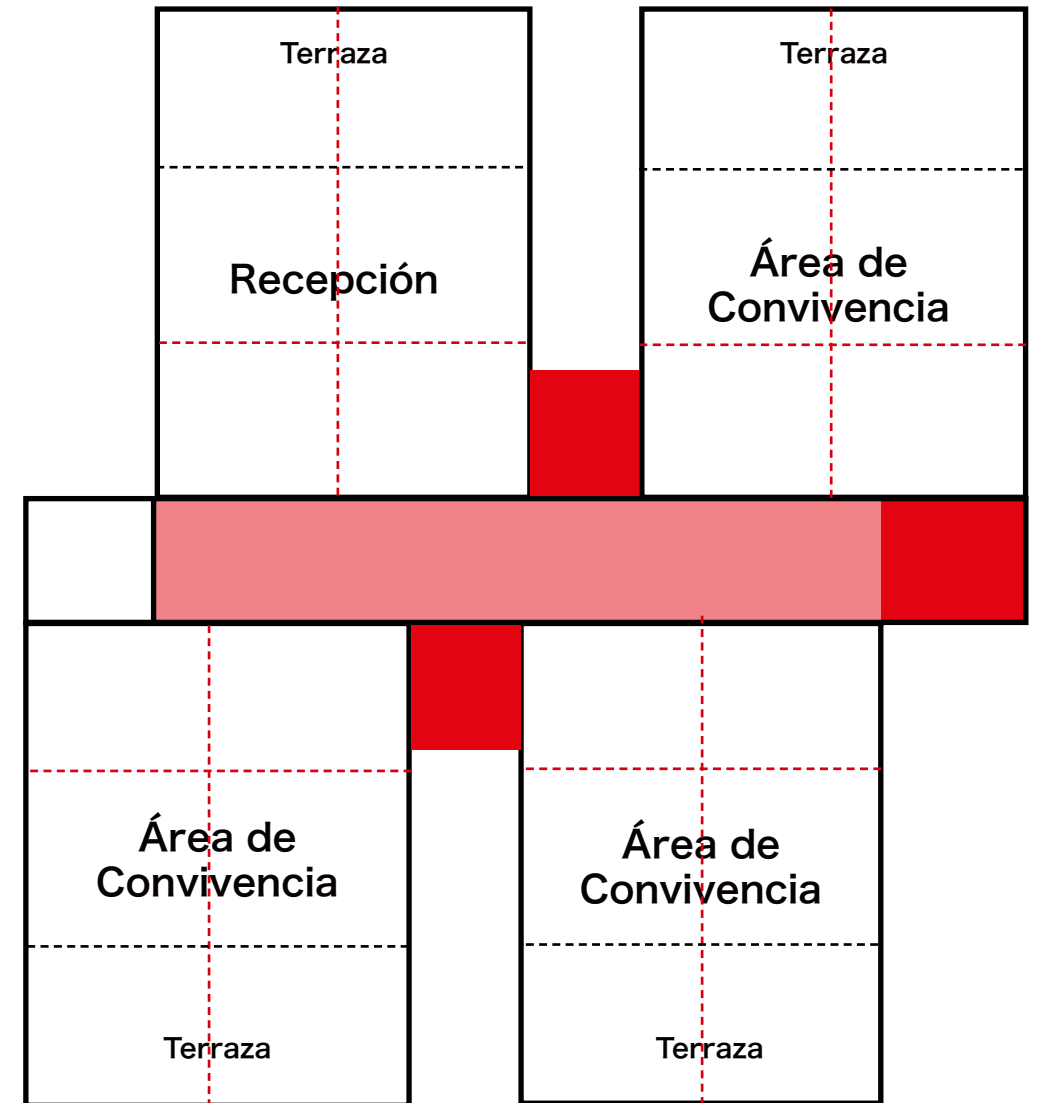 Terraza
Terraza
Recepción
Área de
Convivencia
Área de
Convivencia
Área de
Convivencia
Terraza
Terraza